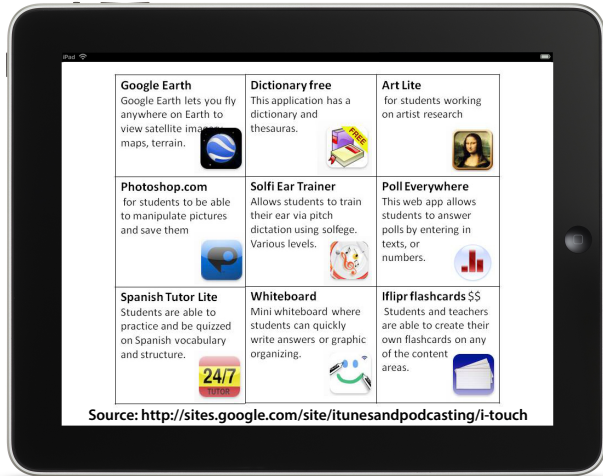 iPad
Google Earth
Google Earth lets you fly
anywhere on Earth to
view satellite imagery
maps, terrain.
Dictionary free
This application has a
dictionary and
thesauras.
FREE
Art Lite
for students working
on artist research
Photoshop.com
for students to be able
to manipulate pictures
and save them
Solfi Ear Trainer
Allows students to train
their ear via pitch
dictation using solfege.
Various levels.
Poll Everywhere
This web app allows
students to answer
polls by entering in
texts, or
numbers.
Spanish Tutor Lite
Students are able to
practice and be quizzed
on Spanish vocabulary
and structure.
24/7
TUTOR
Whiteboard
Mini whiteboard where
students can quickly
write answers or graphic
organizing.
Iflipr flashcards $$
Students and teachers
are able to create their
own flashcards on any
of the content
areas.
Source: http://sites.google.com/site/itunesandpodcasting/i-touch